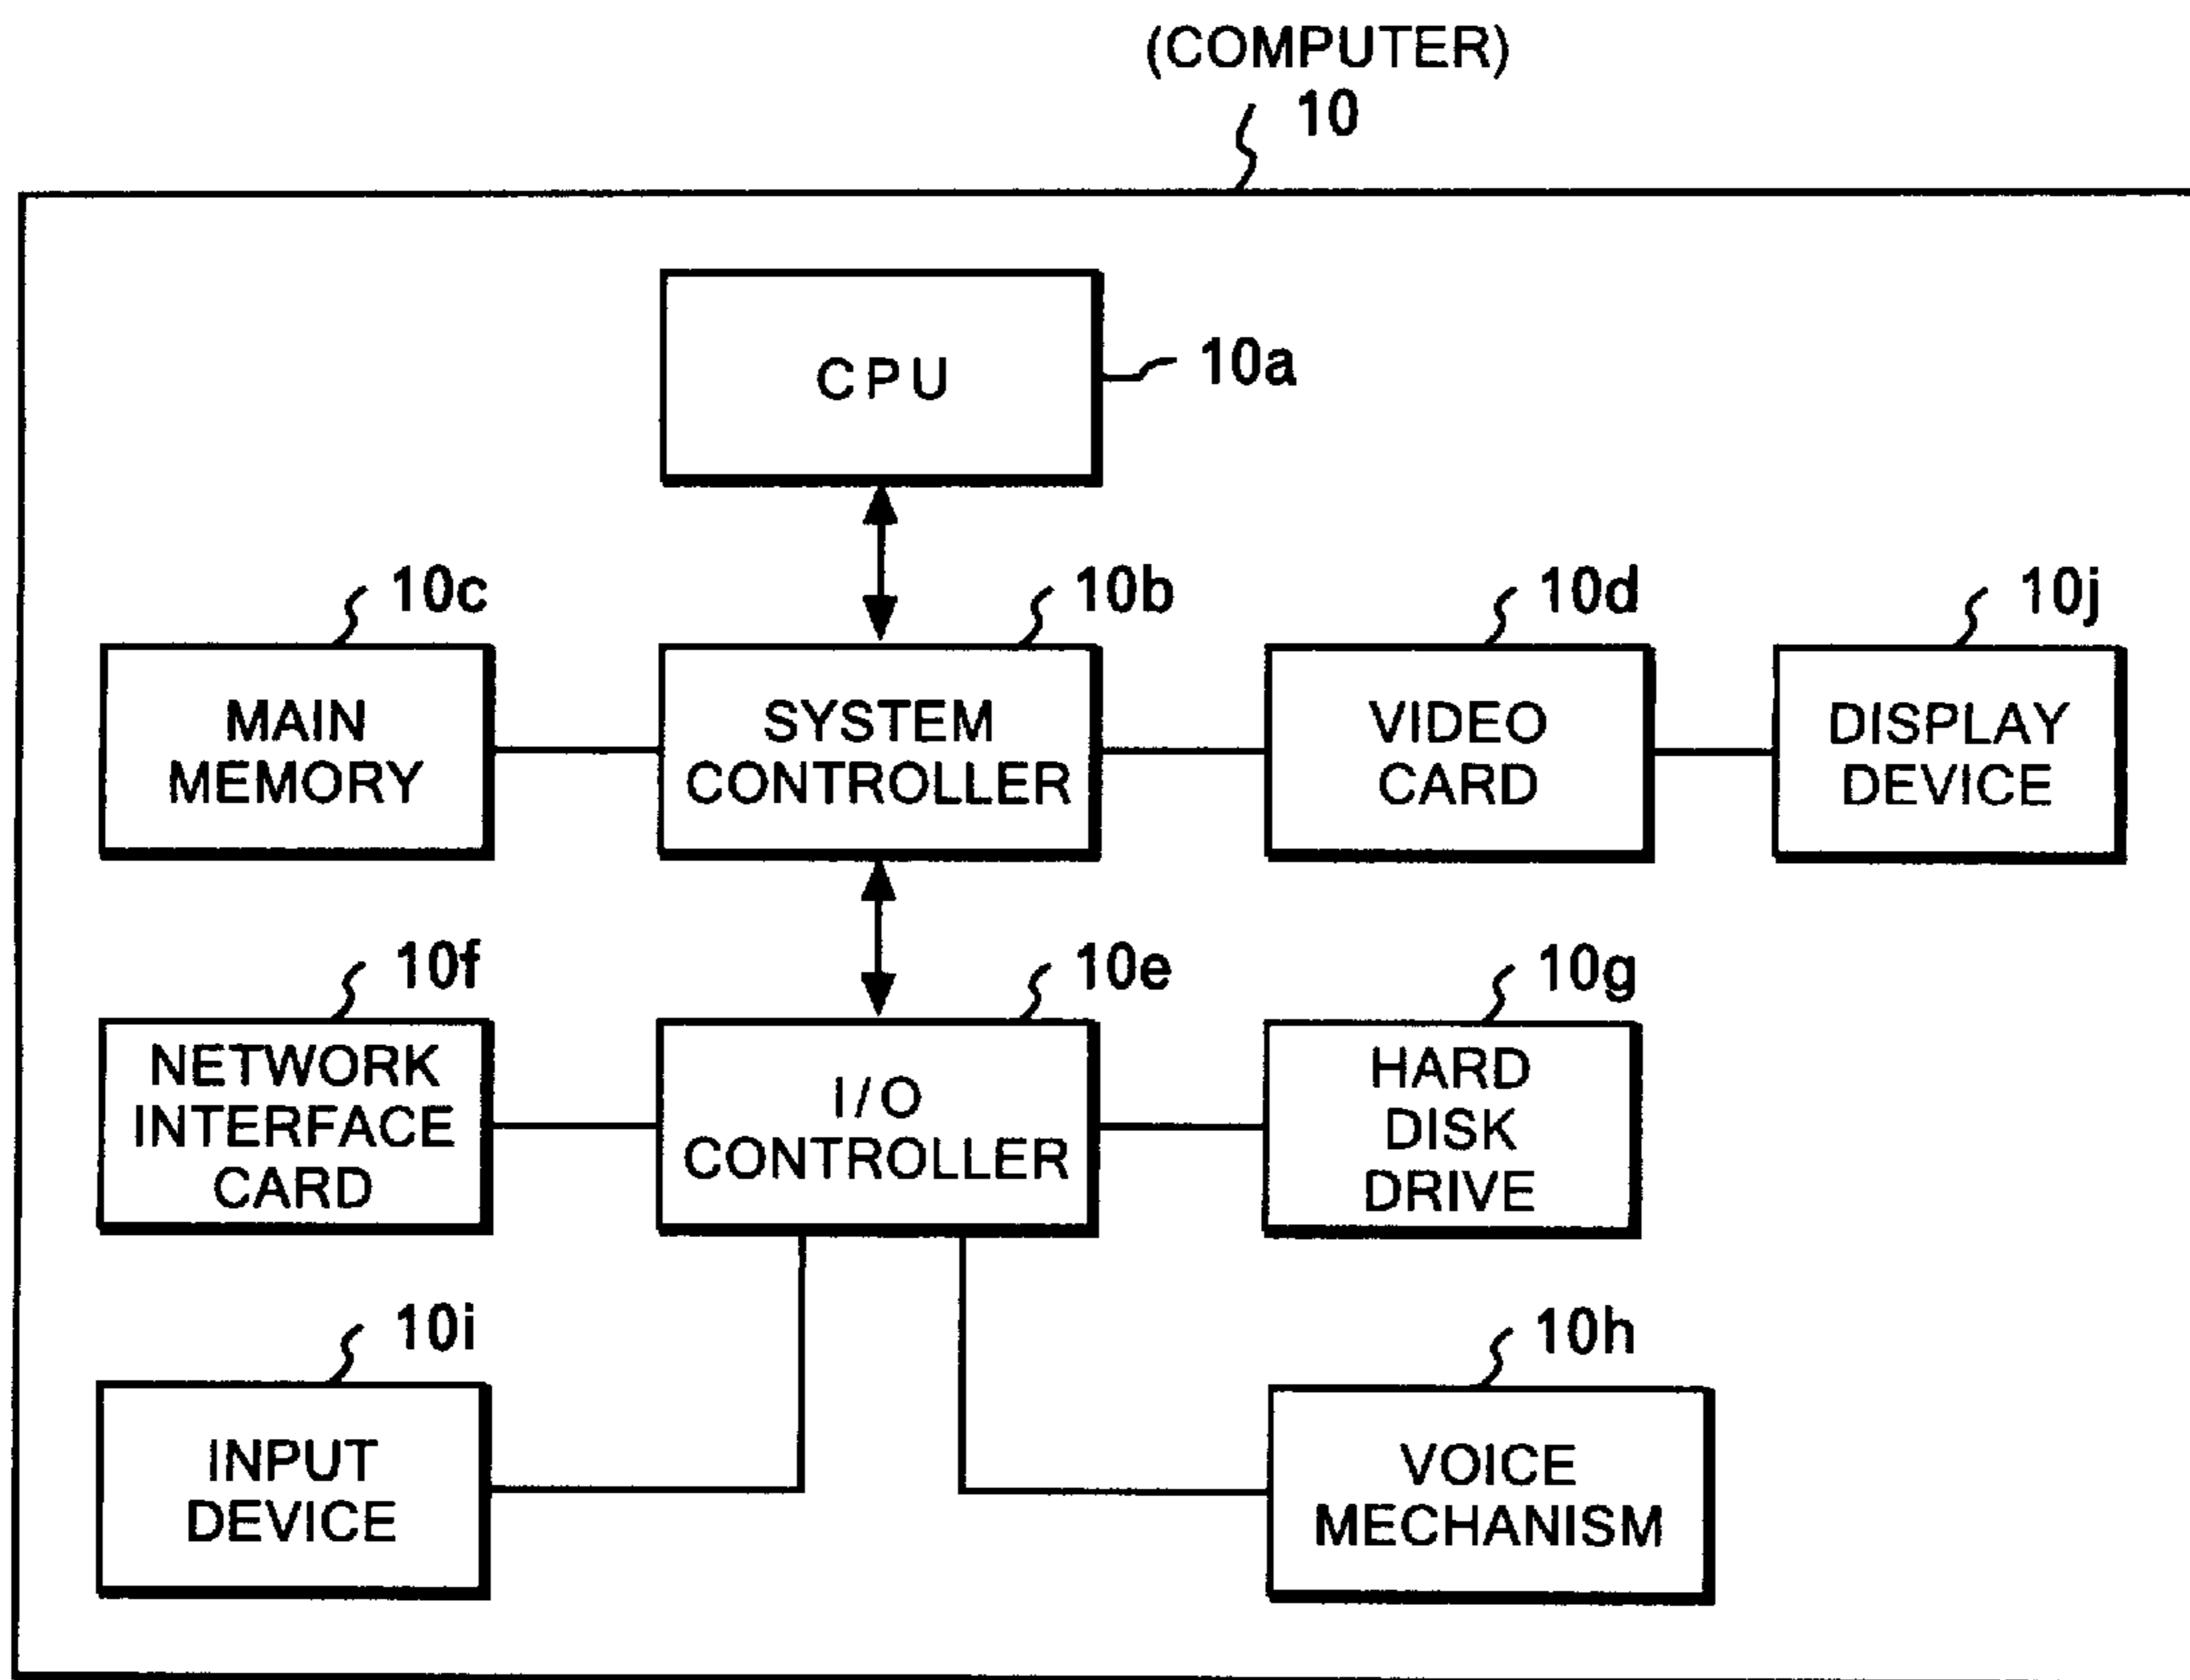 (COMPUTER)
10
CPU
10a
10c
10b
10d
10j
MAIN
MEMORY
SYSTEM
CONTROLLER
VIDEO
CARD
DISPLAY
DEVICE
10f
10e
10g
NETWORK
INTERFACE
CARD
I/O
CONTROLLER
HARD
DISK
DRIVE
10i
10h
INPUT
DEVICE
VOICE
MECHANISM